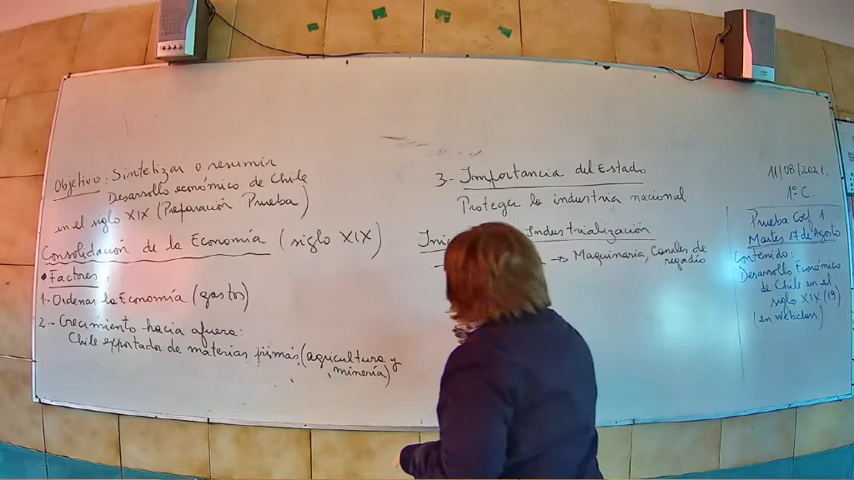 Objetivo: Sintetizar o resumir
Desarrollo económico de Chile
en el siglo XIX (Preparación Prueba)
Consolidación de la Economía (siglo XIX)
• Factores:
1- Ordenar la Economía (gastos)
2.- Crecimiento hacia afuera:
Chile exportador de materias primas (agricultura y
minería)
3.- Importancia del Estado
Proteger la industria nacional
Industrialización
→ Maquinaria, Canales de
regadío
11/08/2021.
1º C.
Prueba Coef 1
Martes 17 de Agosto
Contenido:
Desarrollo Económico
de Chile en el
siglo XIX (19)
(en webclass)